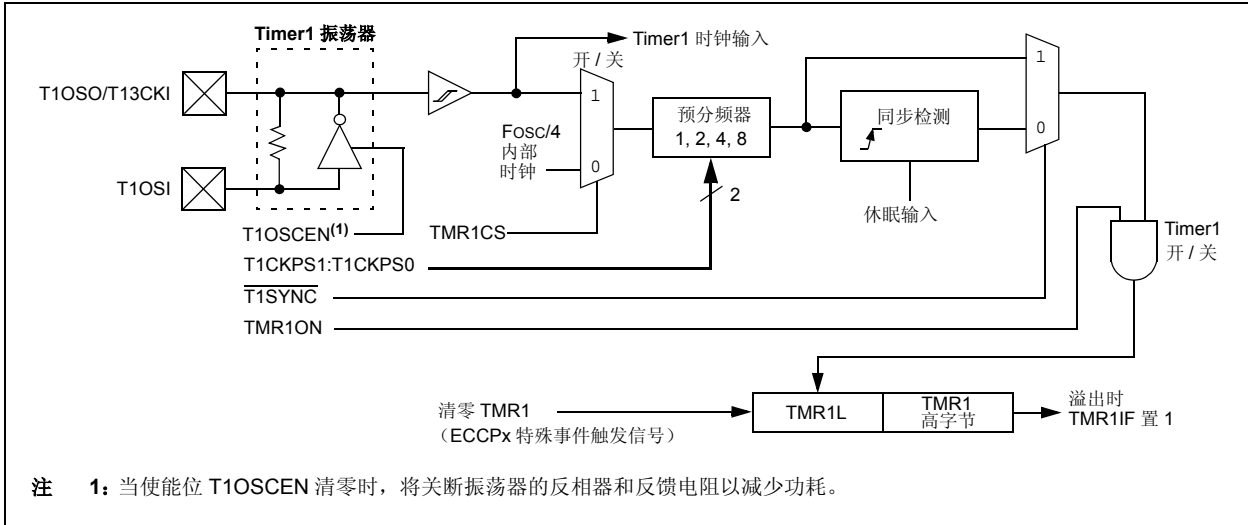 Timer1 振荡器
Timer1 时钟输入
开 / 关
T1OSO/T13CKI
1
1
预分频器
1, 2, 4, 8
同步检测
FOSC/4
内部
时钟
0
0
T1OSI
2
休眠输入
T1OSCEN(1)
TMR1CS
Timer1
开 / 关
T1CKPS1:T1CKPS0
T1SYNC
TMR1ON
清零 TMR1
(ECCPx 特殊事件触发信号)
TMR1L
TMR1
高字节
溢出时
TMR1IF 置 1
注 1: 当使能位 T1OSCEN 清零时，将关断振荡器的反相器和反馈电阻以减少功耗。